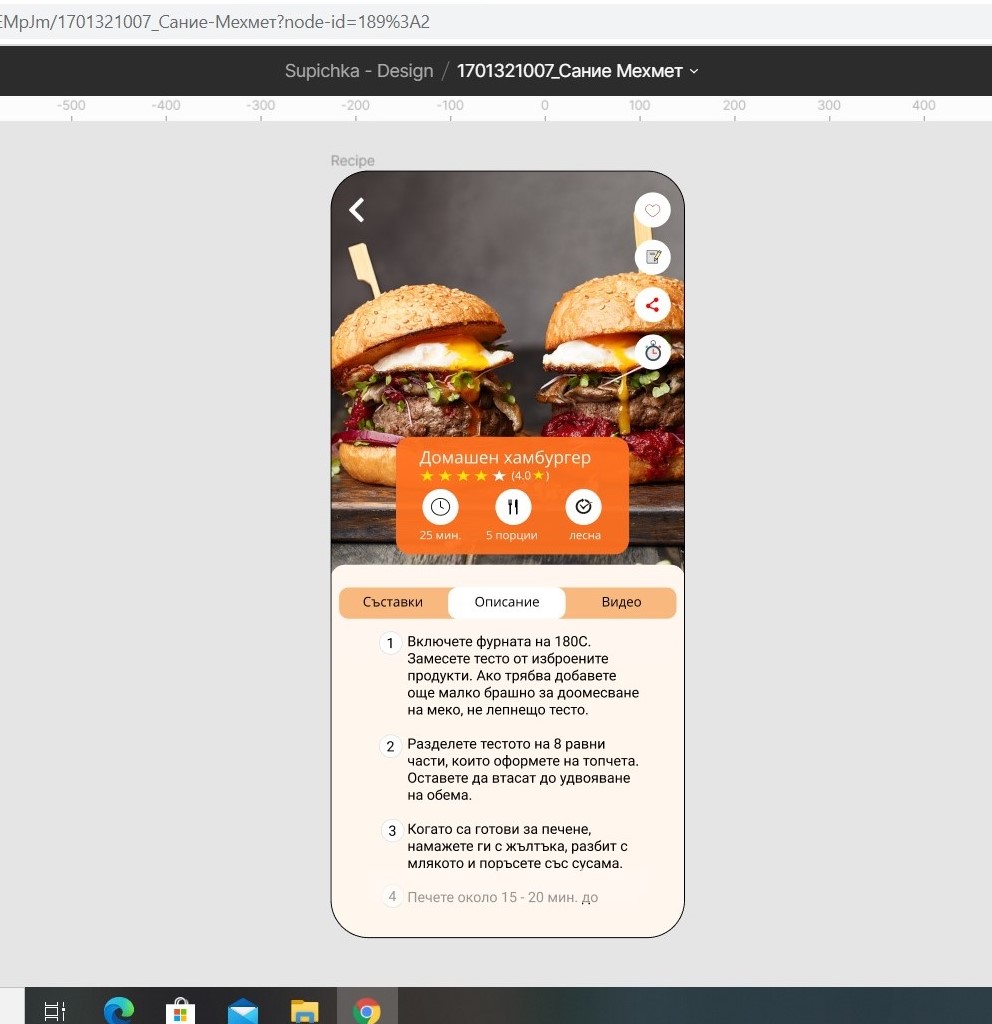 EMpJm/1701321007_Сание-Мехмет?node-id=189%3A2
Supichka - Design / 1701321007_Сание Мехмет
-500 -400 -300 -200 -100 0 100 200 300 400
Recipe
Домашен хамбургер
(4.0★)
25 мин. 5 порции лесна
Съставки Описание Видео
1 Включете фурната на 180С.
Замесете тесто от изброените
продукти. Ако трябва добавете
още малко брашно за доомесване
на меко, не лепнещо тесто.
2 Разделете тестото на 8 равни
части, които оформете на топчета.
Оставете да втасат до удвояване
на обема.
3 Когато са готови за печене,
намажете ги с жълтъка, разбит с
млякото и поръсете със сусама.
4 Печете около 15 - 20 мин. до